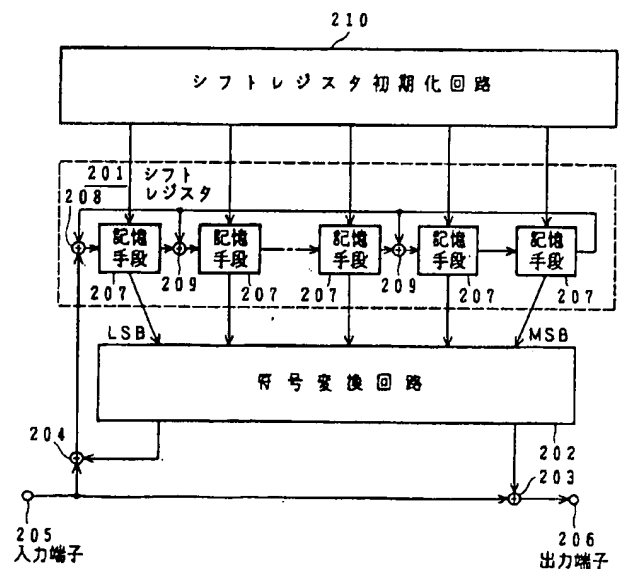 210
シフトレジスタ初期化回路
201 シフト
レジスタ
208
記憶
手段
記憶
手段
記憶
手段
記憶
手段
記憶
手段
207
209
207
207
209
207
207
LSB
MSB
符号変換回路
204
202
203
205
206
入力端子
出力端子